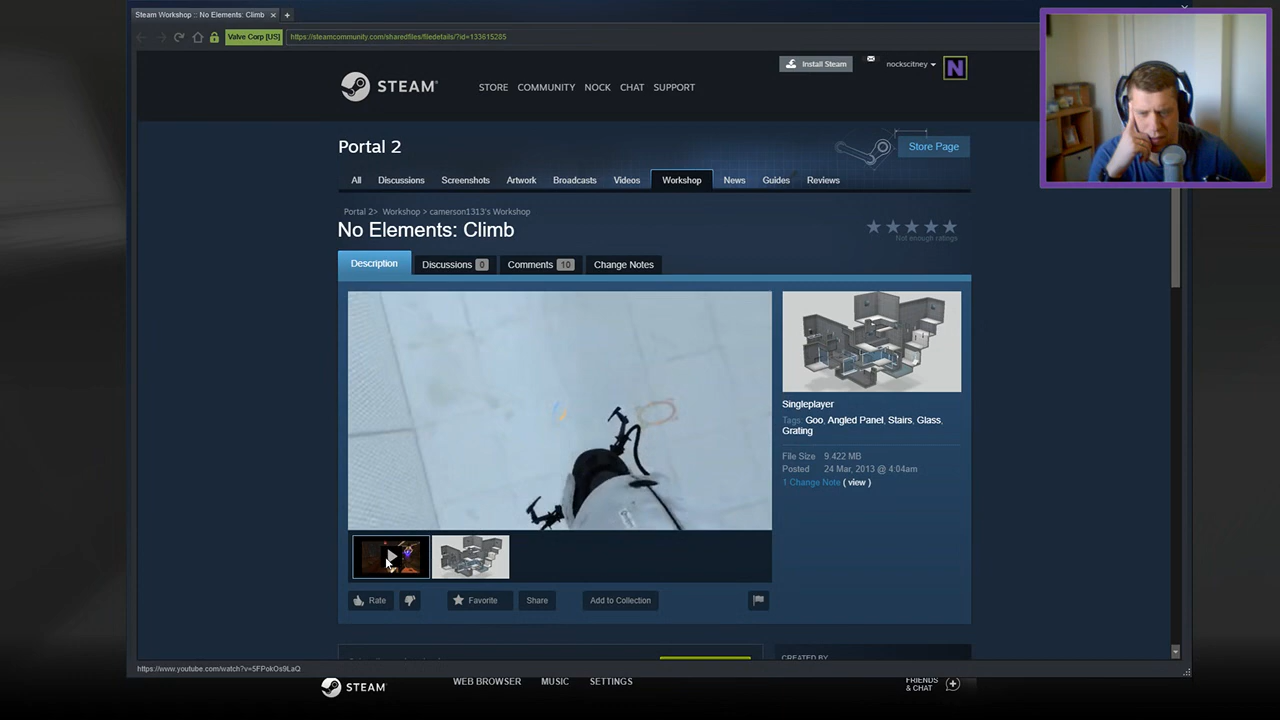 Steam Workshop :: No Elements: Climb
Valve Corp [US]
https://steamcommunity.com/sharedfiles/filedetails/?id=133615285
Install Steam
nockscitney
N
STEAM
STORE
COMMUNITY
NOCK
CHAT
SUPPORT
Portal 2
Store Page
All
Discussions
Screenshots
Artwork
Broadcasts
Videos
Workshop
News
Guides
Reviews
Portal 2> Workshop > camerson1313's Workshop
No Elements: Climb
Not enough ratings
Description
Discussions 0
Comments 10
Change Notes
Singleplayer
Tags: Goo, Angled Panel, Stairs, Glass,
Grating
File Size 9.422 MB
Posted 24 Mar, 2013 @ 4:04am
1 Change Note ( view )
Rate
Favorite
Share
Add to Collection
CREATED BY
https://www.youtube.com/watch?v=5FPokOs9LaQ
STEAM
WEB BROWSER
MUSIC
SETTINGS
FRIENDS
& CHAT